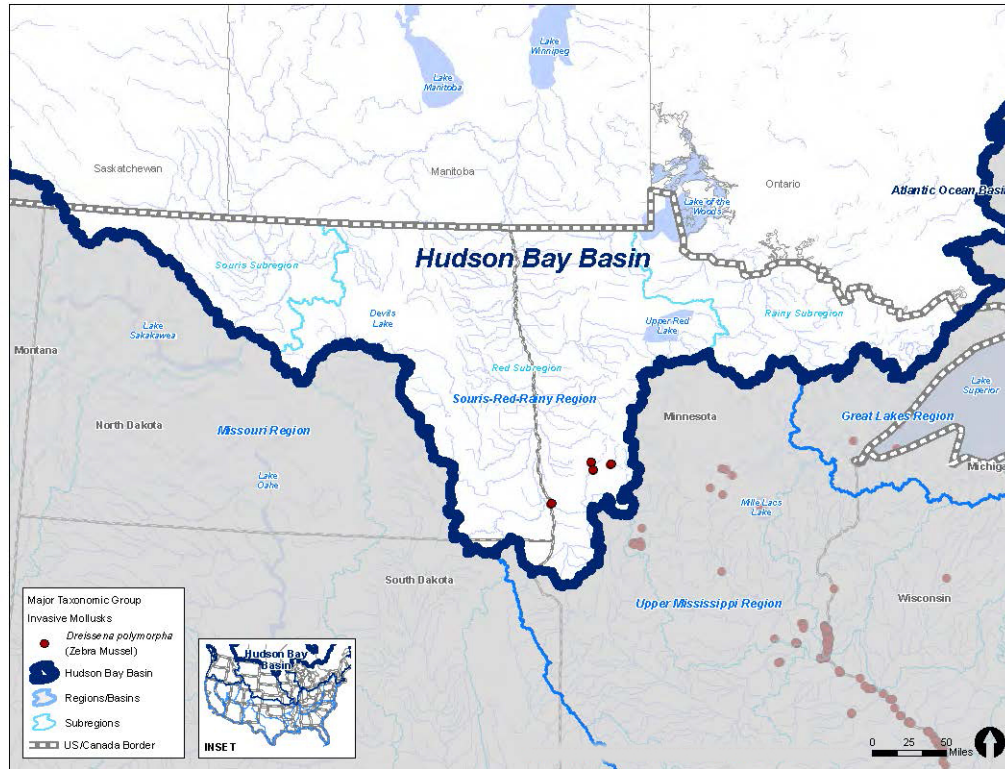 Lake
Winnipeg
Lake
Manitoba
Saskatchewan
Manitoba
Ontario
Atlantic Ocean Basin
Lake of the
Woods
Hudson Bay Basin
Souris Subregion
Devils
Lake
Upper Red
Lake
Rainy Subregion
Lake
Sakakawea
Montana
Red Subregion
Lake
Superior
Souris-Red-Rainy Region
Minnesota
Great Lakes Region
North Dakota
Missouri Region
Michiga
Lake
Oahe
Mille Lacs
Lake
South Dakota
Upper Mississippi Region
Wisconsin
Major Taxonomic Group
Invasive Mollusks
Dreissena polymorpha
(Zebra Mussel)
Hudson Bay Basin
Regions/Basins
Subregions
US/Canada Border
Hudson Bay
Basin
INSET
0 25 50
Miles